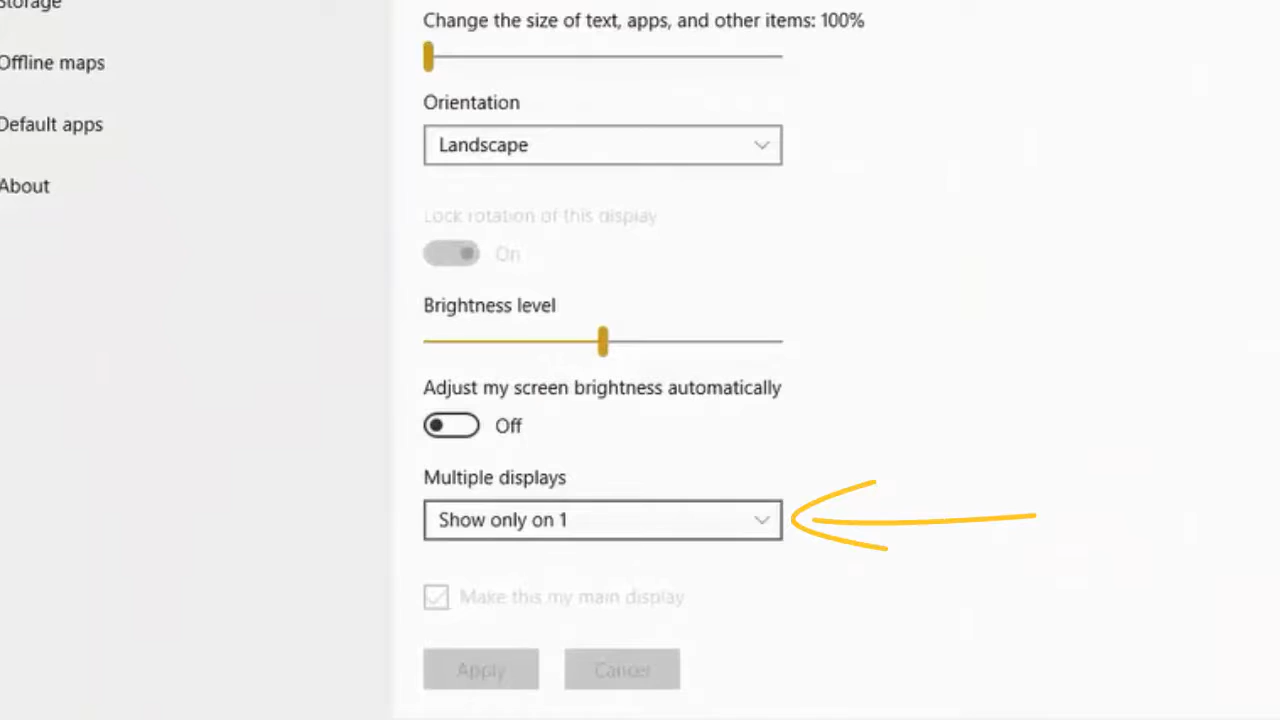 Storage
Offline maps
Default apps
About
Change the size of text, apps, and other items: 100%
Orientation
Landscape
Lock rotation of this display
On
Brightness level
Adjust my screen brightness automatically
Off
Multiple displays
Show only on 1
Make this my main display
Apply Cancel